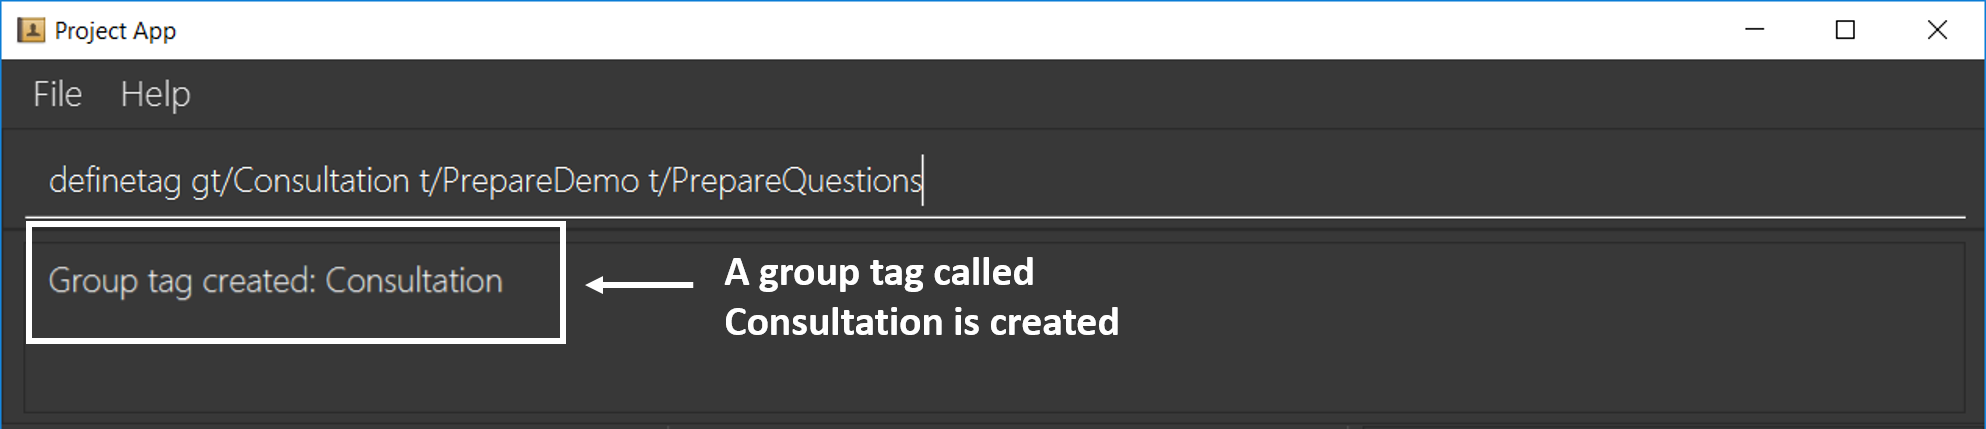 Project App
File Help
definetag gt/Consultation t/PrepareDemo t/PrepareQuestions
Group tag created: Consultation
A group tag called
Consultation is created